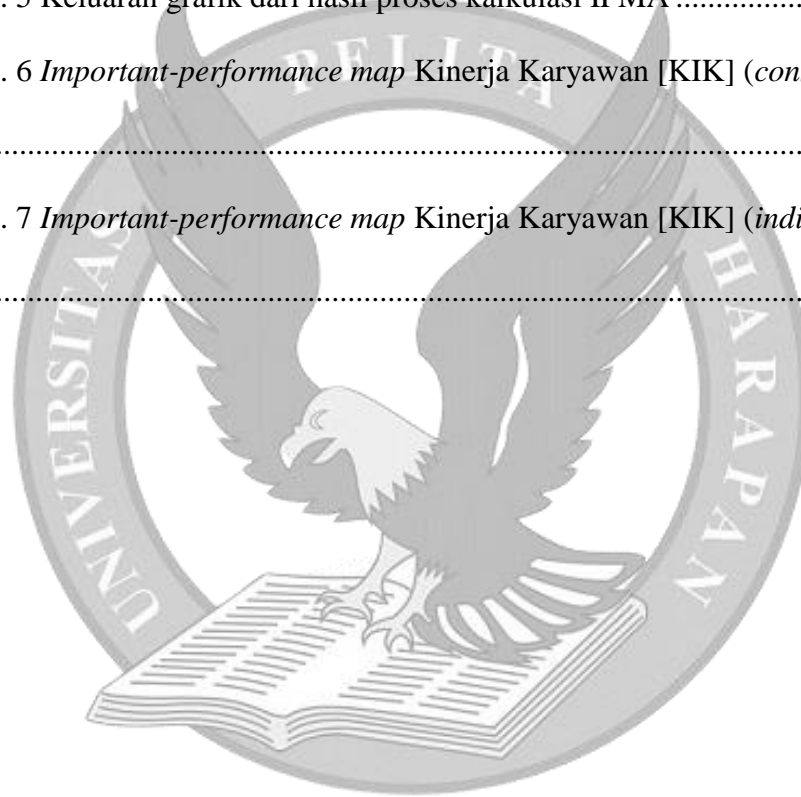 . 5 Keluaran grafik dari hasil proses kalkulasi IPMA ..................
. 6 Important-performance map Kinerja Karyawan [KIK] (con
..........................................................................................
. 7 Important-performance map Kinerja Karyawan [KIK] (indi
..........................................................................................
UNIVERSITAS PELITA HARAPAN